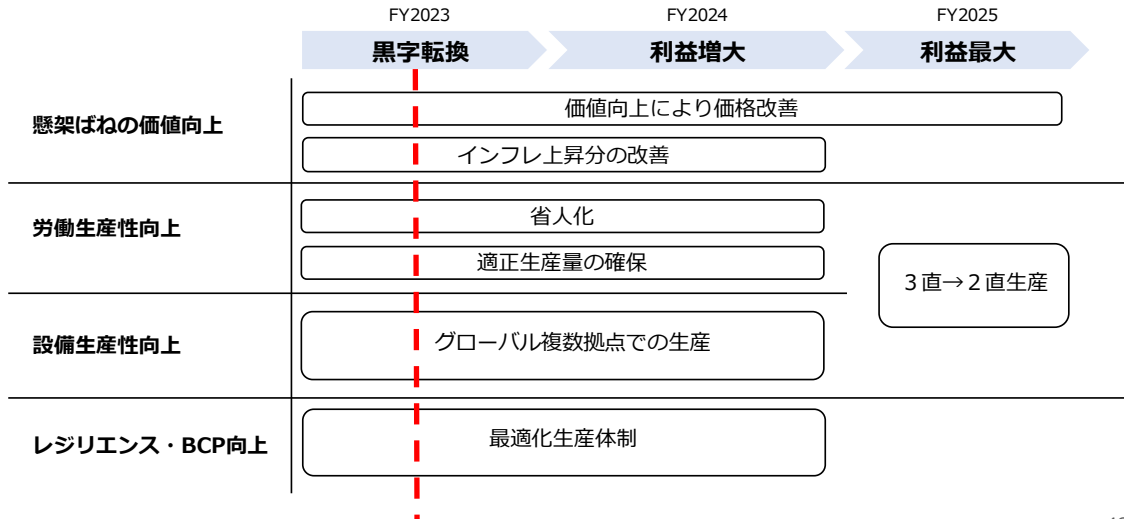 FY2023
FY2024
FY2025
黒字転換
利益増大
利益最大
懸架ばねの価値向上
価値向上により価格改善
インフレ上昇分の改善
労働生産性向上
省人化
適正生産量の確保
３直→２直生産
設備生産性向上
グローバル複数拠点での生産
レジリエンス・BCP向上
最適化生産体制